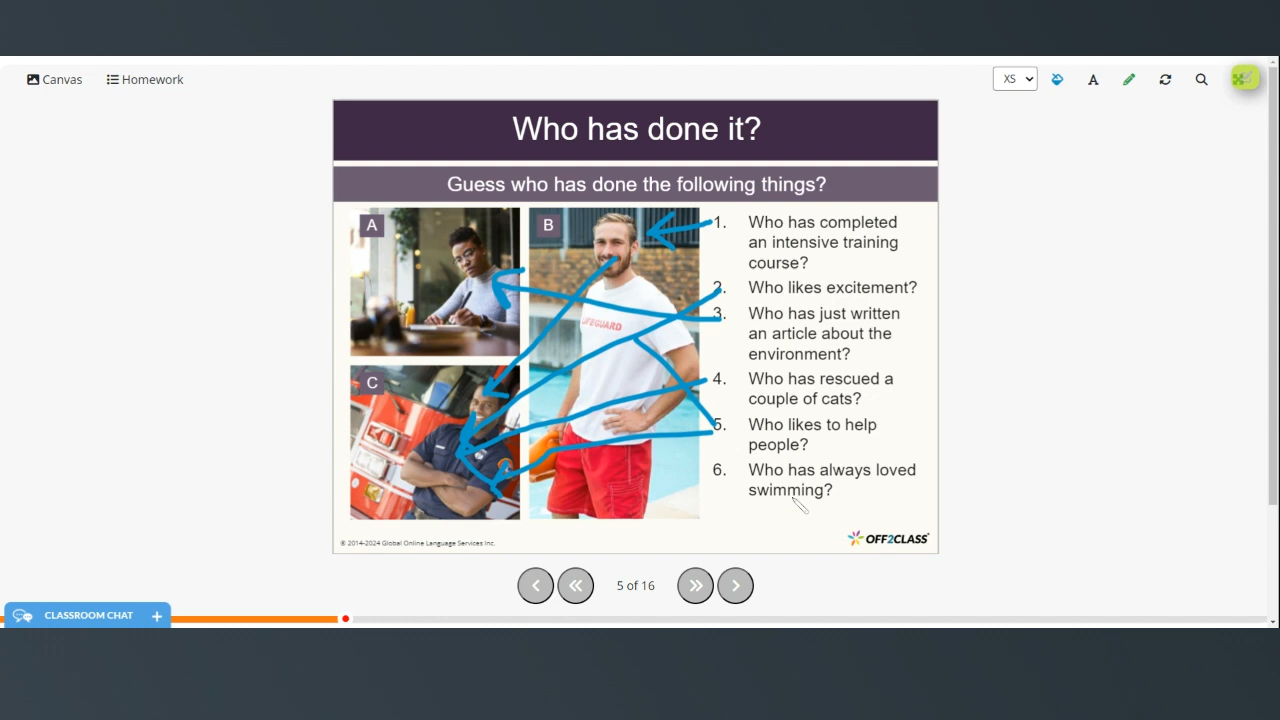 Canvas
Homework
XS
A
Who has done it?
Guess who has done the following things?
A
B
C
LIFEGUARD
1. Who has completed
an intensive training
course?
2. Who likes excitement?
3. Who has just written
an article about the
environment?
4. Who has rescued a
couple of cats?
5. Who likes to help
people?
6. Who has always loved
swimming?
© 2014-2024 Global Online Language Services Inc.
OFF2CLASS
5 of 16
CLASSROOM CHAT +